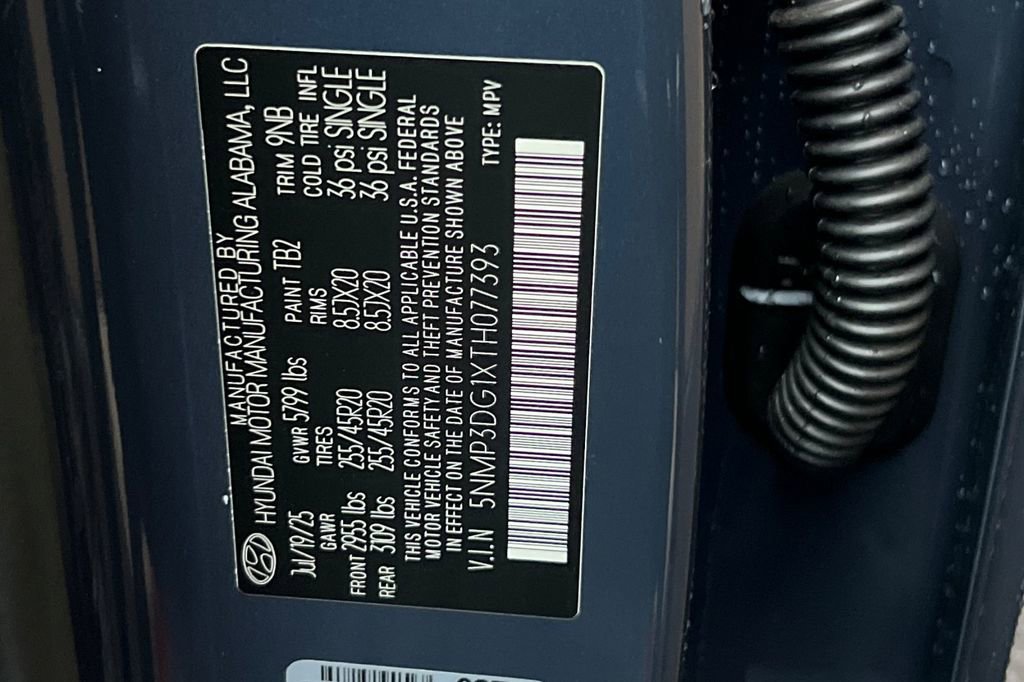 MANUFACTURED BY
HYUNDAI MOTOR MANUFACTURING ALABAMA, LLC
Jul/19/25 GVWR 5799 lbs PAINT TB2 TRIM 9NB
GAWR TIRES RIMS COLD TIRE INFL
FRONT 2955 lbs 255/45R20 8.5JX20 36 psi SINGLE
REAR 3109 lbs 255/45R20 8.5JX20 36 psi SINGLE
THIS VEHICLE CONFORMS TO ALL APPLICABLE U.S.A. FEDERAL
MOTOR VEHICLE SAFETY AND THEFT PREVENTION STANDARDS
IN EFFECT ON THE DATE OF MANUFACTURE SHOWN ABOVE
V.I.N 5NMP3DG1XTH077393 TYPE: MPV